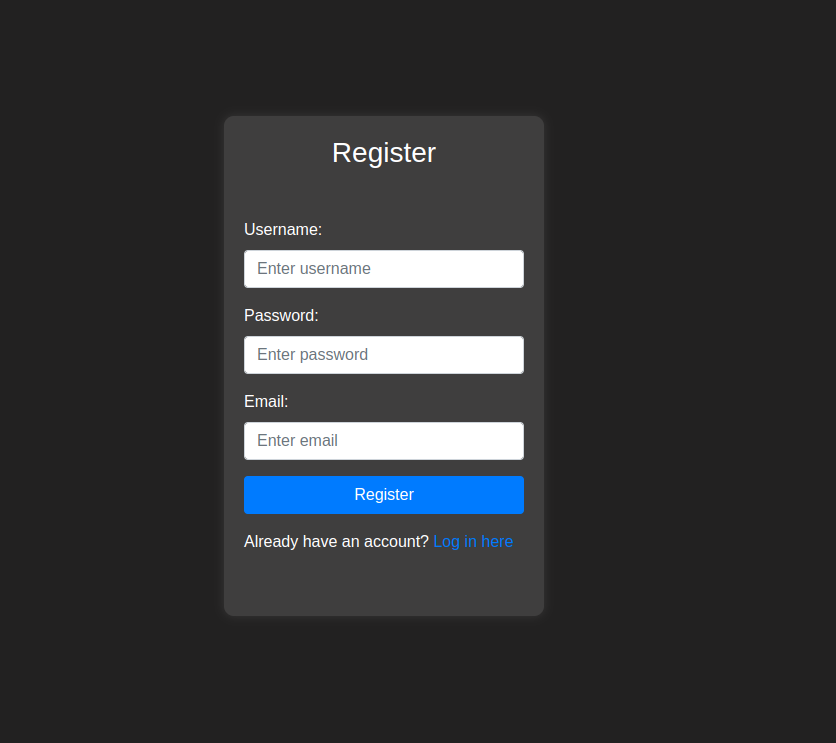 Register
Username:
Enter username
Password:
Enter password
Email:
Enter email
Register
Already have an account? Log in here